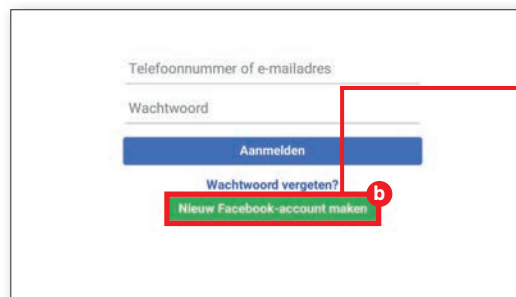 Telefoonnummer of e-mailadres
Wachtwoord
Aanmelden
Wachtwoord vergeten?
b
Nieuw Facebook-account maken